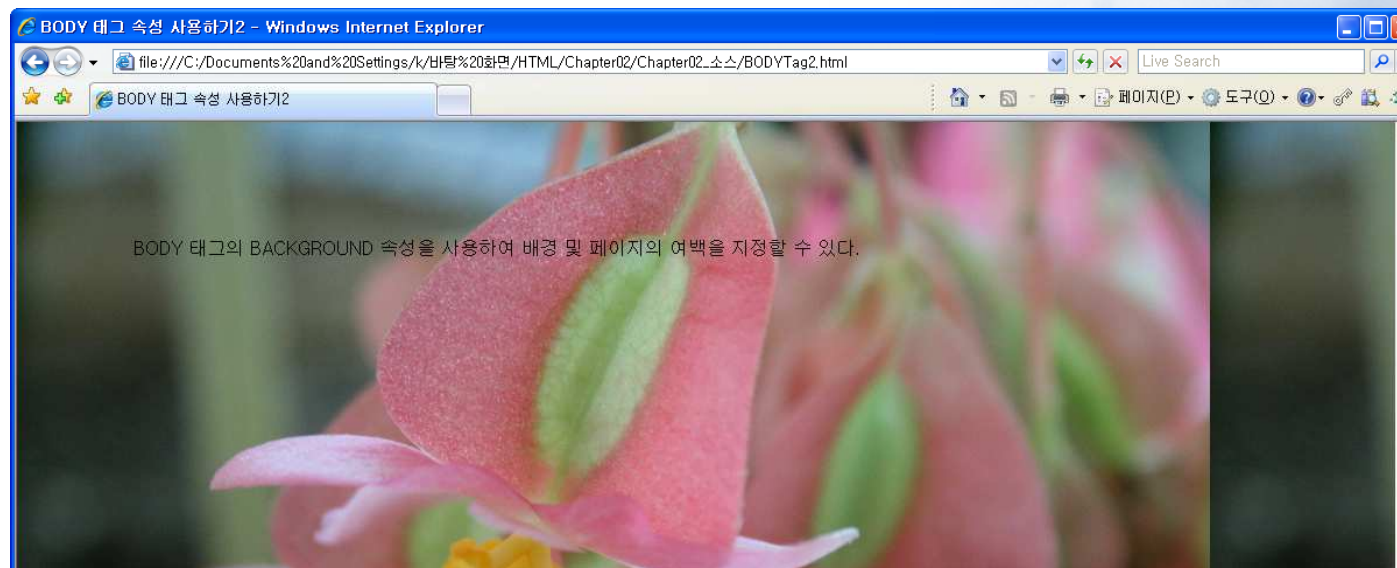 BODY 태그 속성 사용하기2 - Windows Internet Explorer
file:///C:/Documents%20and%20Settings/k/바탕%20화면/HTML/Chapter02/Chapter02_소스/BODYTag2.html
Live Search
BODY 태그 속성 사용하기2
페이지(P) 도구(O)
BODY 태그의 BACKGROUND 속성을 사용하여 배경 및 페이지의 여백을 지정할 수 있다.